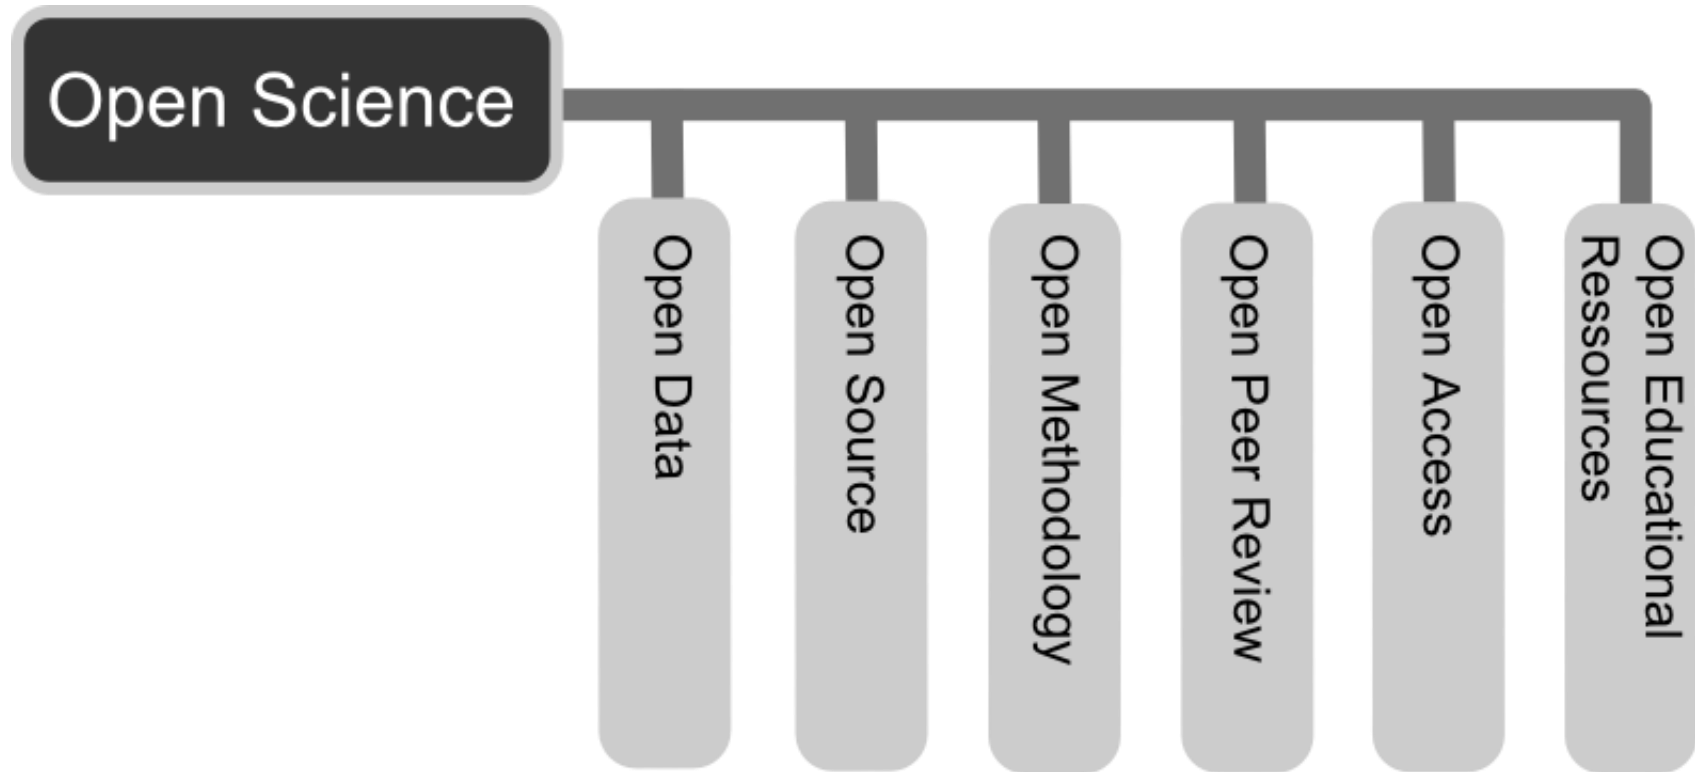 Open Science
Open Data
Open Source
Open Methodology
Open Peer Review
Open Access
Open Educational
Ressources